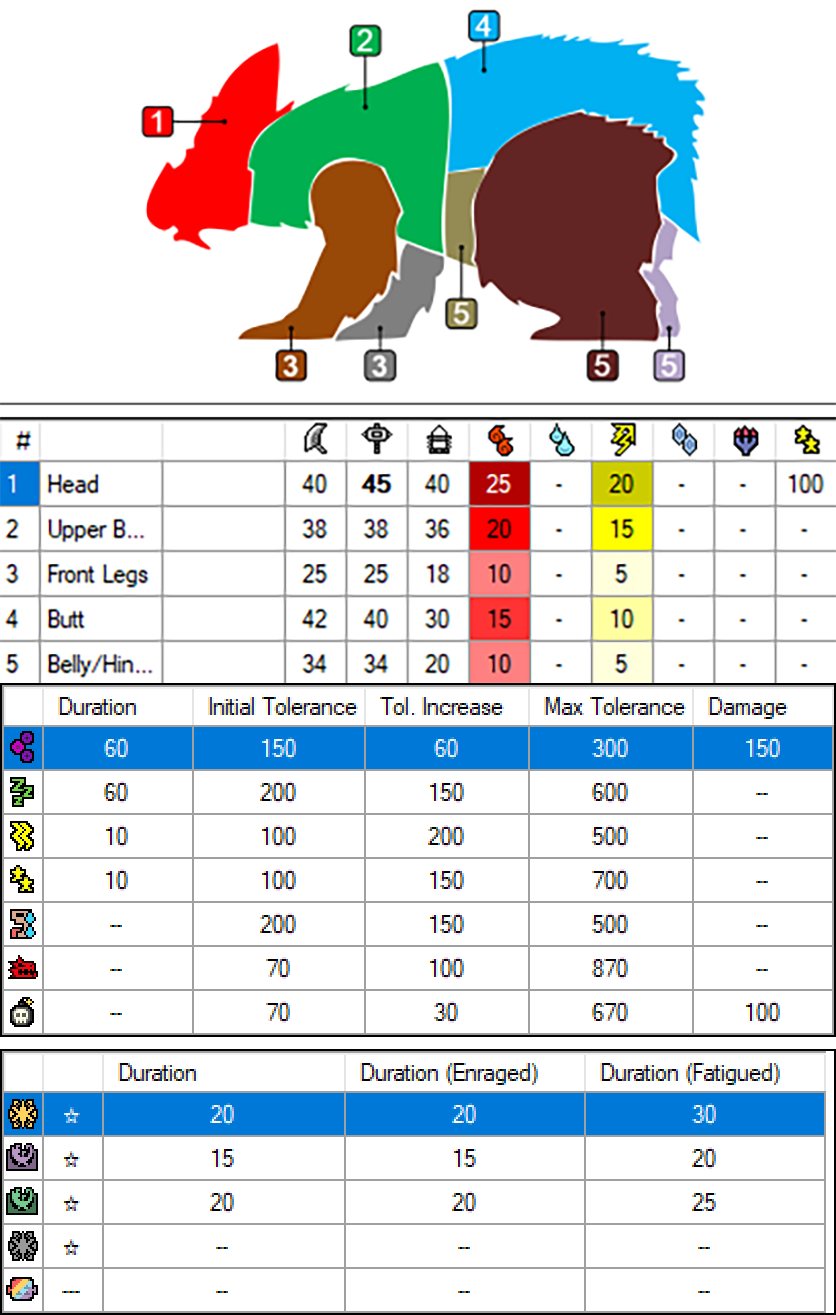 4
2
1
5
3
3
5
5
#
1 Head 40 45 40 25 - 20 - - 100
2 Upper B... 38 38 36 20 - 15 - - -
3 Front Legs 25 25 18 10 - 5 - - -
4 Butt 42 40 30 15 - 10 - - -
5 Belly/Hin... 34 34 20 10 - 5 - - -
Duration Initial Tolerance Tol. Increase Max Tolerance Damage
60 150 60 300 150
60 200 150 600 --
10 100 200 500 --
10 100 150 700 --
-- 200 150 500 --
-- 70 100 870 --
-- 70 30 670 100
Duration Duration (Enraged) Duration (Fatigued)
☆ 20 20 30
☆ 15 15 20
☆ 20 20 25
☆ -- -- --
--- -- -- --